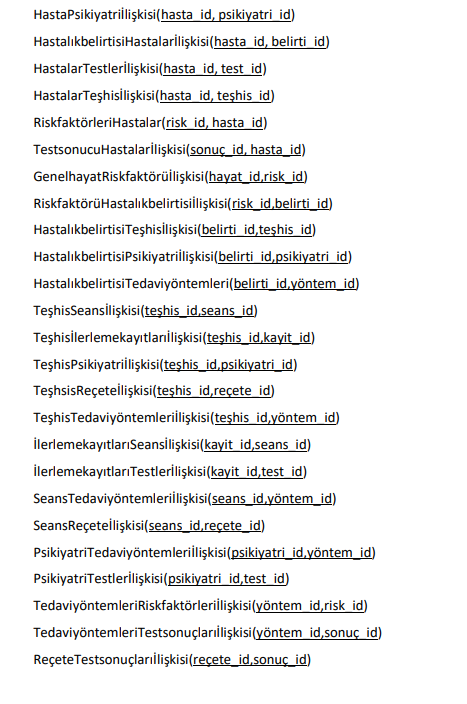 HastaPsikiyatriİlişkisi(hasta_id, psikiyatri_id)
HastalıkbelirtisiHastalarİlişkisi(hasta_id, belirti_id)
HastalarTestlerİlişkisi(hasta_id, test_id)
HastalarTeşhisİlişkisi(hasta_id, teşhis_id)
RiskfaktörleriHastalar(risk_id, hasta_id)
TestsonucuHastalarİlişkisi(sonuç_id, hasta_id)
GenelhayatRiskfaktörüİlişkisi(hayat_id,risk_id)
RiskfaktörüHastalıkbelirtisiİlişkisi(risk_id,belirti_id)
HastalıkbelirtisiTeşhisİlişkisi(belirti_id,teşhis_id)
HastalıkbelirtisiPsikiyatriİlişkisi(belirti_id,psikiyatri_id)
HastalıkbelirtisiTedaviyöntemleri(belirti_id,yöntem_id)
TeşhisSeansİlişkisi(teşhis_id,seans_id)
Teşhisİlerlemekayıtlarıİlişkisi(teşhis_id,kayit_id)
TeşhisPsikiyatriİlişkisi(teşhis_id,psikiyatri_id)
TeşhsisReçeteİlişkisi(teşhis_id,reçete_id)
TeşhisTedaviyöntemleriİlişkisi(teşhis_id,yöntem_id)
İlerlemekayıtlarıSeansİlişkisi(kayit_id,seans_id)
İlerlemekayıtlarıTestlerİlişkisi(kayit_id,test_id)
SeansTedaviyöntemleriİlişkisi(seans_id,yöntem_id)
SeansReçeteİlişkisi(seans_id,reçete_id)
PsikiyatriTedaviyöntemleriİlişkisi(psikiyatri_id,yöntem_id)
PsikiyatriTestlerİlişkisi(psikiyatri_id,test_id)
TedaviyöntemleriRiskfaktörleriİlişkisi(yöntem_id,risk_id)
TedaviyöntemleriTestsonuçlarıİlişkisi(yöntem_id,sonuç_id)
ReçeteTestsonuçlarıİlişkisi(reçete_id,sonuç_id)